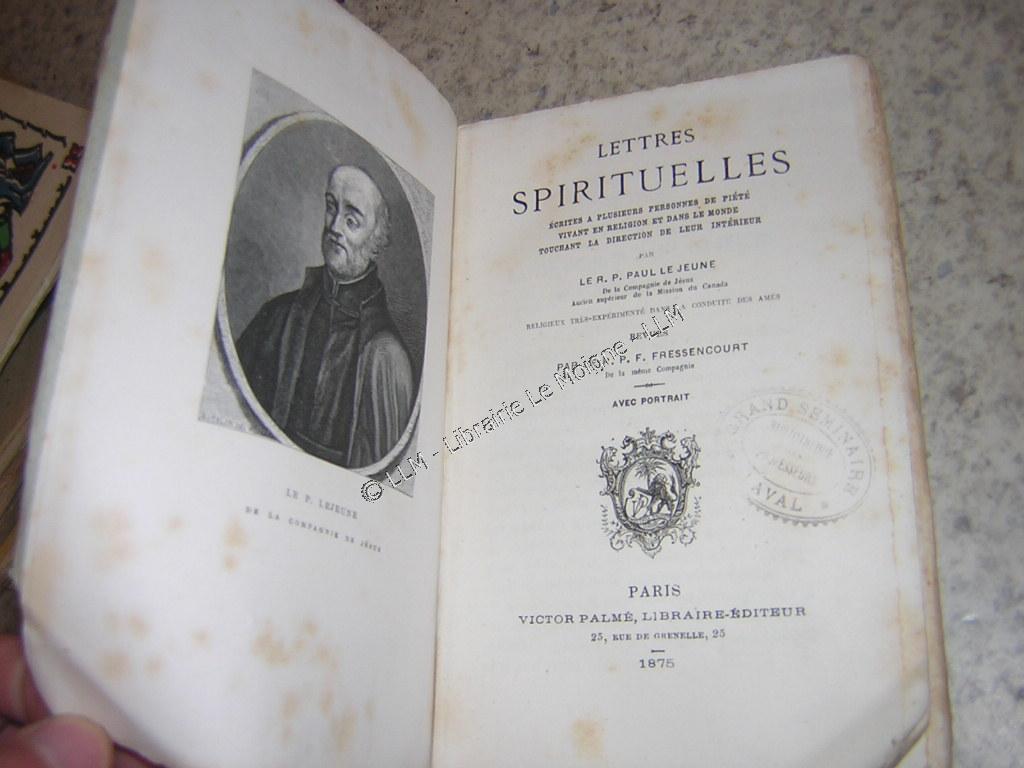 LE P. LEJEUNE
DE LA COMPAGNIE DE JÉSUS
LETTRES
SPIRITUELLES
ÉCRITES A PLUSIEURS PERSONNES DE PIÉTÉ
VIVANT EN RELIGION ET DANS LE MONDE
TOUCHANT LA DIRECTION DE LEUR INTÉRIEUR
PAR
LE R. P. PAUL LE JEUNE
De la Compagnie de Jésus
Ancien supérieur de la Mission du Canada
RELIGIEUX TRÈS-EXPÉRIMENTÉ DANS LA CONDUITE DES AMES
PAR P. F. FRESSENCOURT
De la même Compagnie
AVEC PORTRAIT
GRAND SEMINAIRE
AVAL
PARIS
VICTOR PALMÉ, LIBRAIRE-ÉDITEUR
25, RUE DE GRENELLE, 25
1875
© LLM - Librairie Le Moigne - LLM